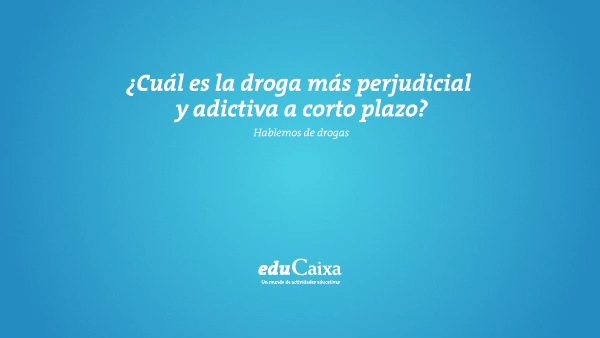 ¿Cuál es la droga más perjudicial
y adictiva a corto plazo?
Hablemos de drogas
eduCaixa
Un mundo de actividades educativas